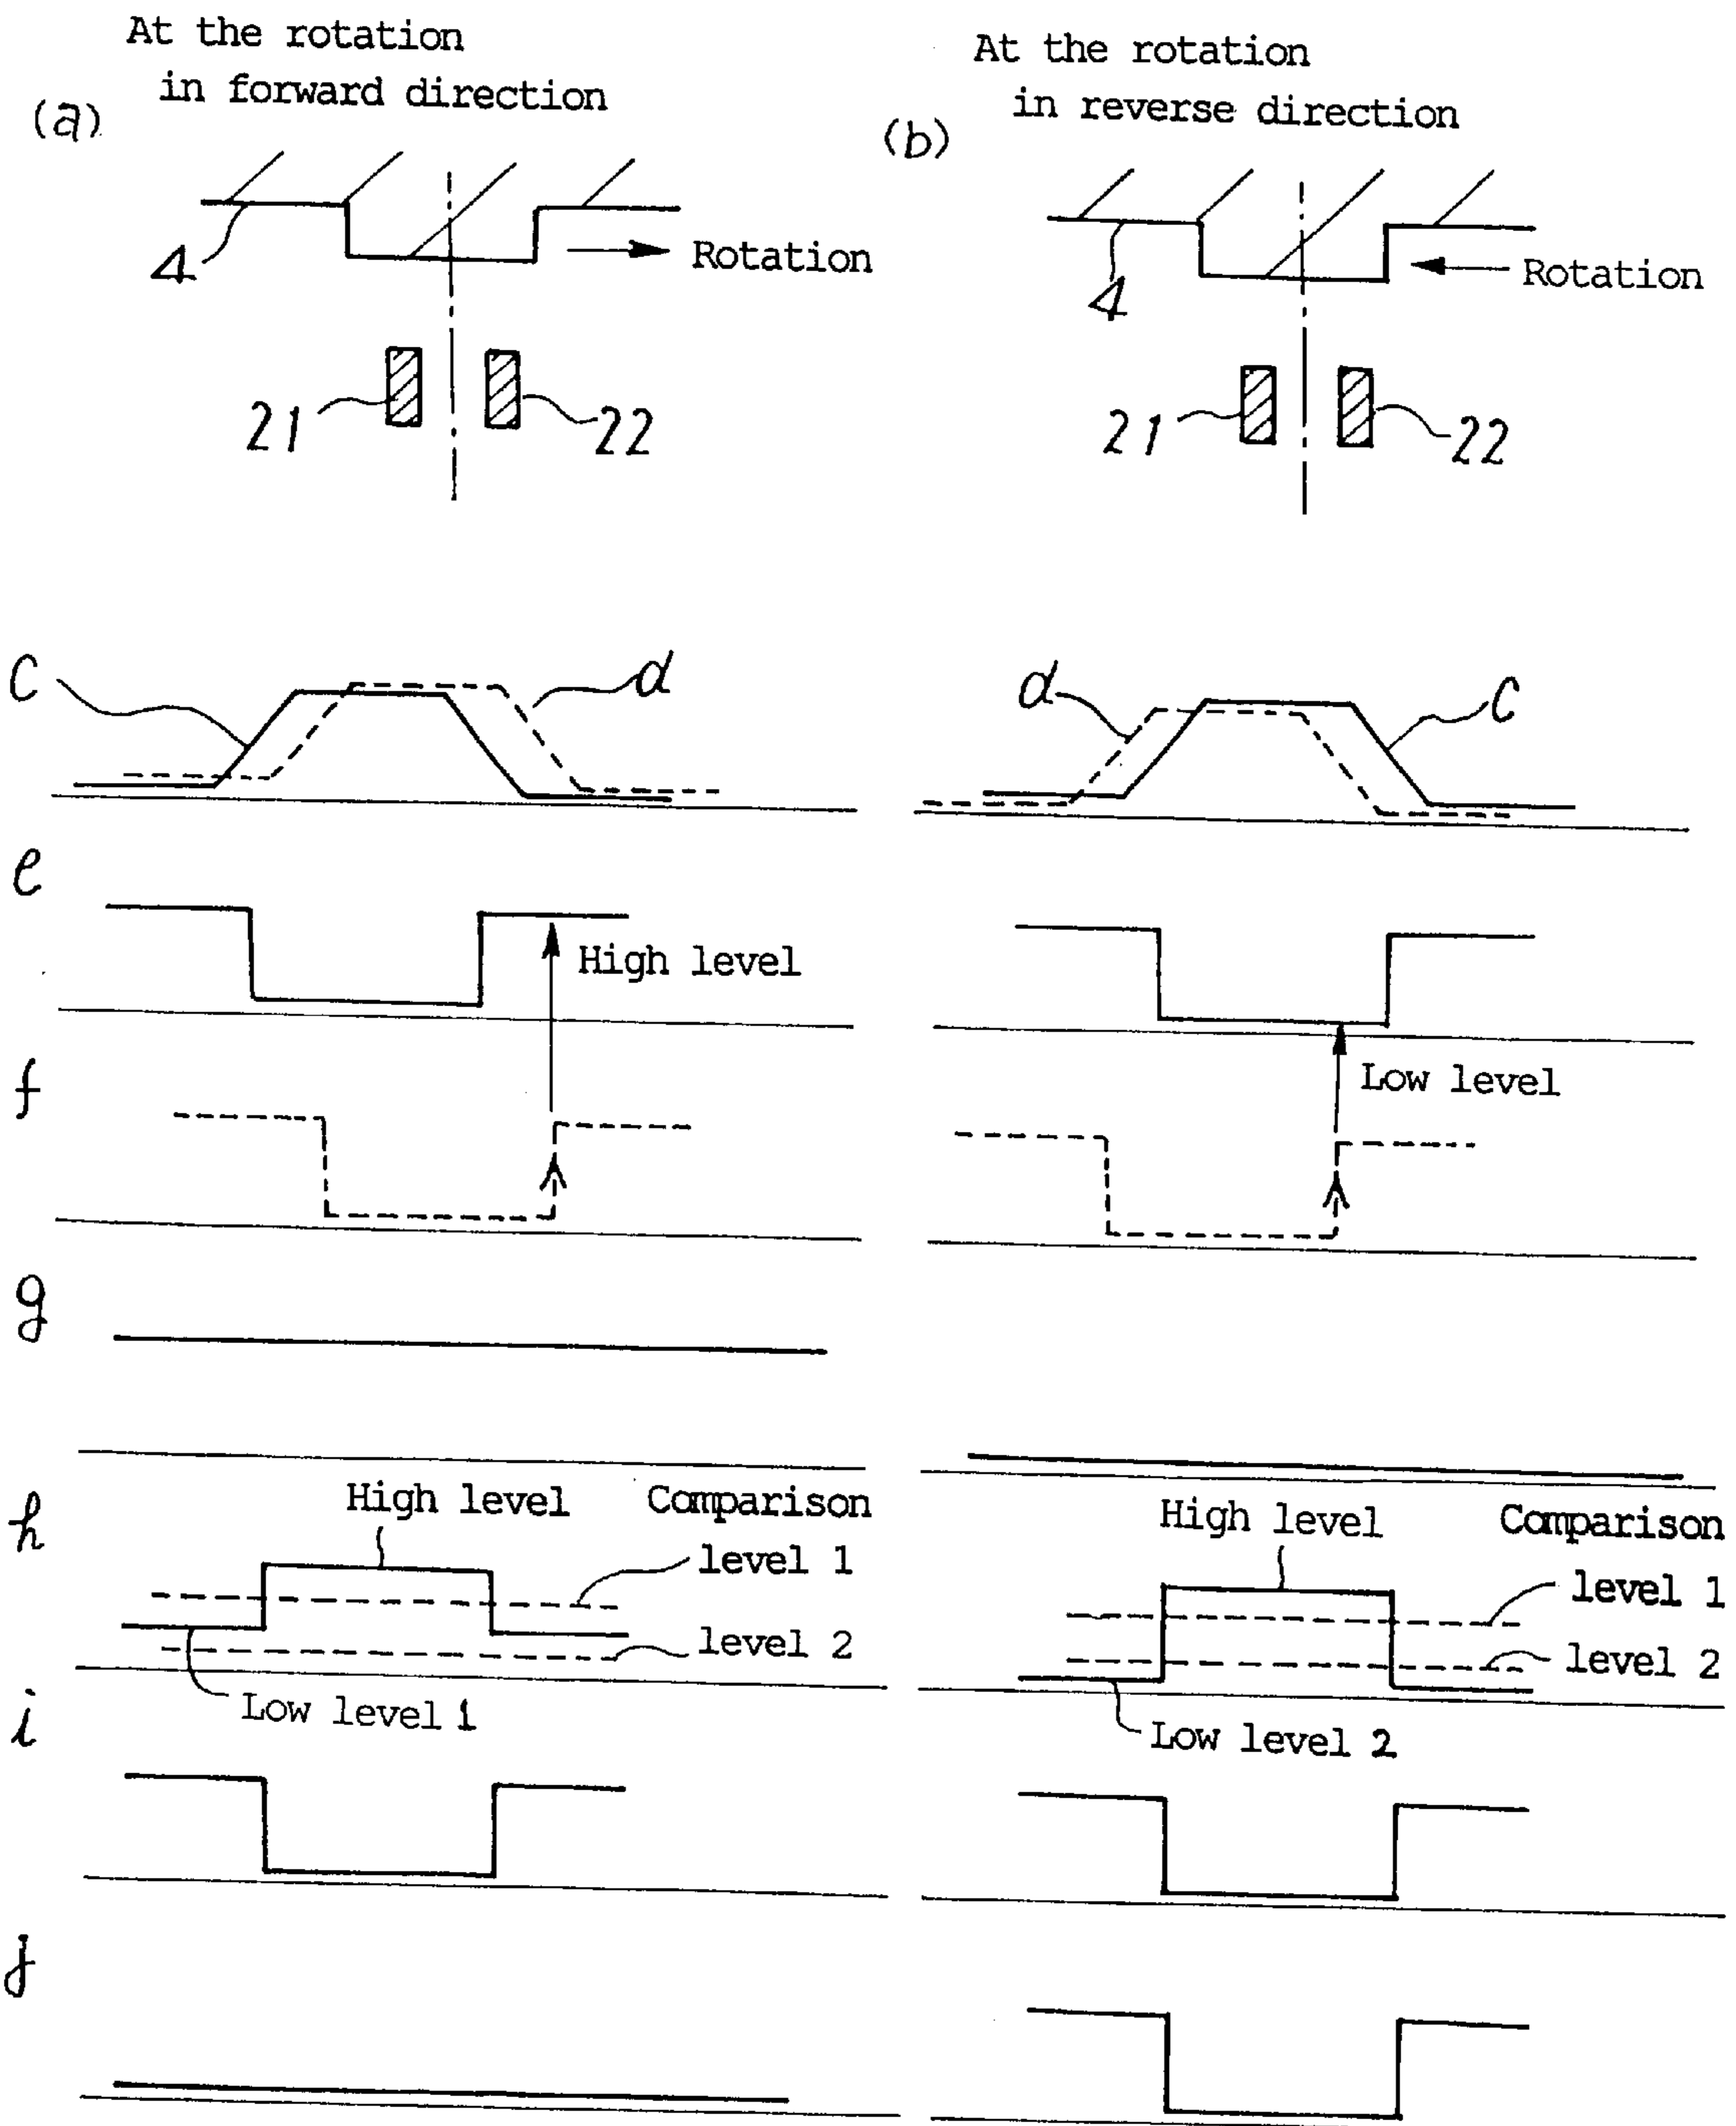 At the rotation
in forward direction
(a)
4
Rotation
21
22
At the rotation
in reverse direction
(b)
4
Rotation
21
22
c
d
d
c
e
High level
Low level
f
g
h
High level
Comparison
level 1
level 2
Low level 1
High level
Comparison
level 1
level 2
Low level 2
i
j